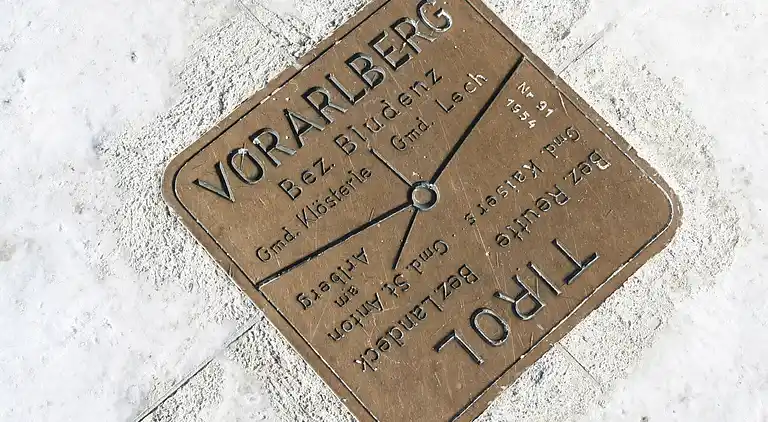 VORARLBERG
Bez. Bludenz
Gmd. Klösterle
Gmd. Lech
Nr 91
1554
Gmd. Kaisers
Bez. Reutte
TIROL
Bez.Landeck
Gmd. St. Anton
am
Arlberg